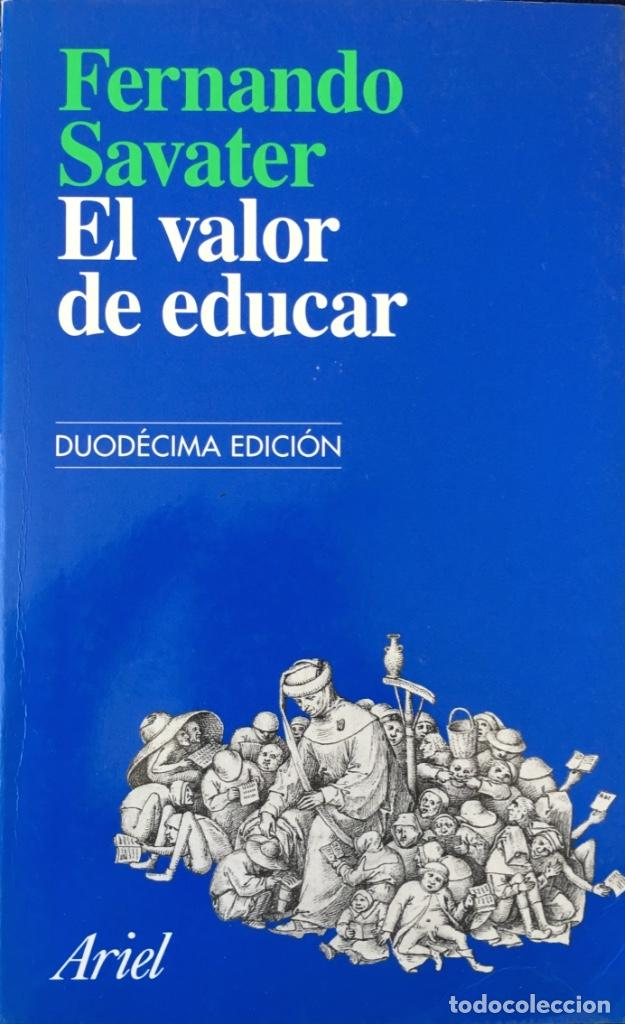 Fernando
Savater
El valor
de educar
DUODÉCIMA EDICIÓN
Ariel
todocoleccion